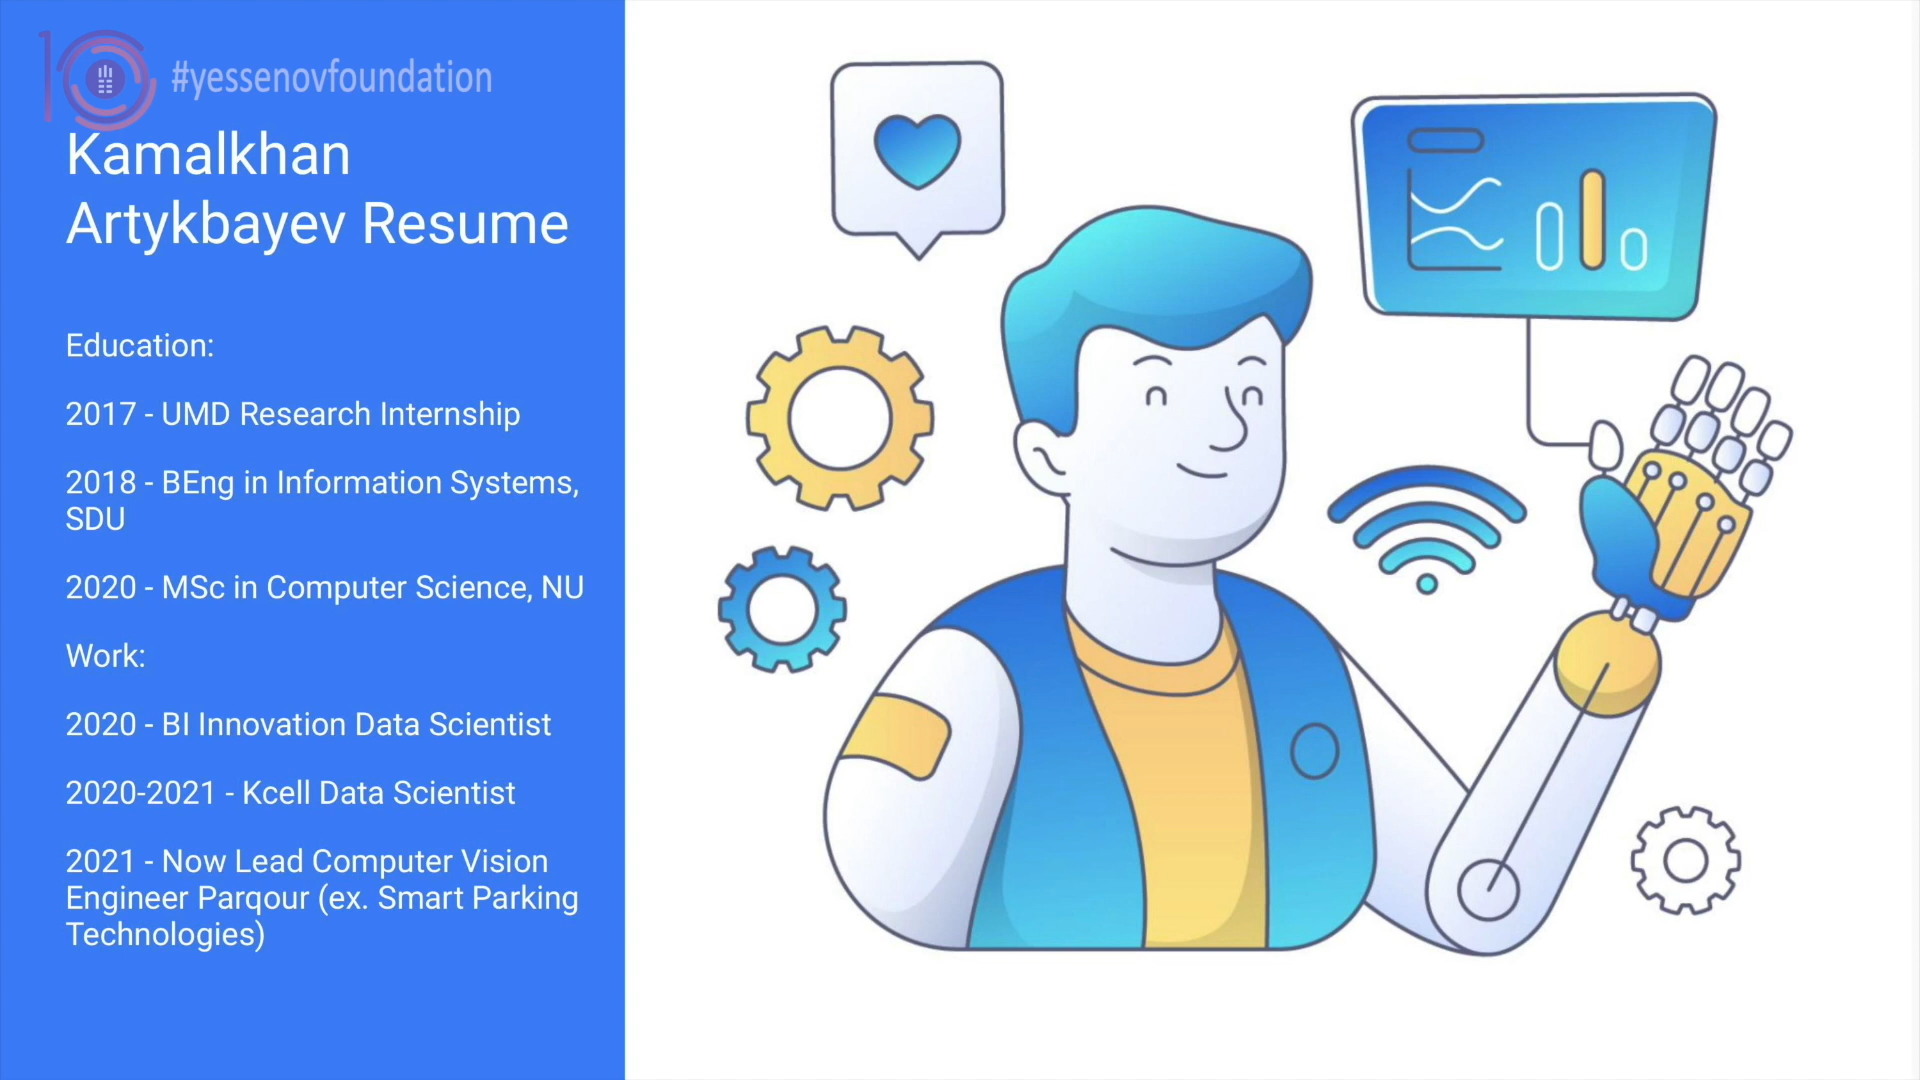 10 #yessenovfoundation
Kamalkhan
Artykbayev Resume
Education:
2017 - UMD Research Internship
2018 - BEng in Information Systems,
SDU
2020 - MSc in Computer Science, NU
Work:
2020 - BI Innovation Data Scientist
2020-2021 - Kcell Data Scientist
2021 - Now Lead Computer Vision
Engineer Parqour (ex. Smart Parking
Technologies)